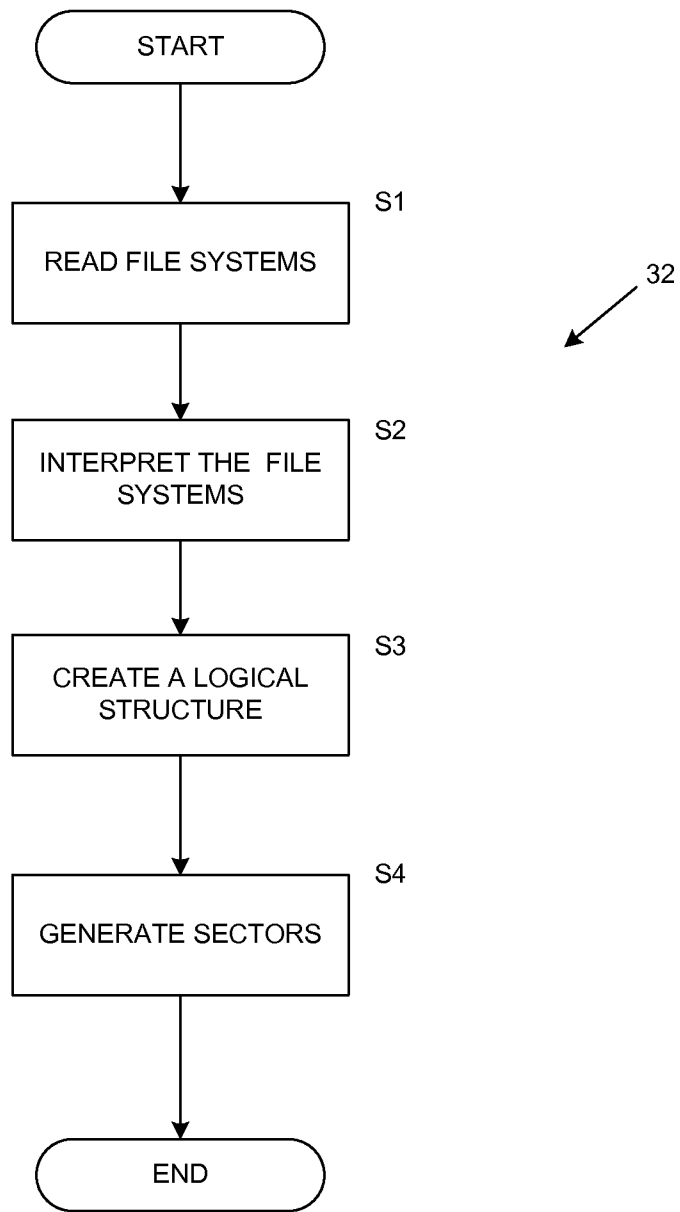 START
S1
READ FILE SYSTEMS
32
S2
INTERPRET THE FILE
SYSTEMS
S3
CREATE A LOGICAL
STRUCTURE
S4
GENERATE SECTORS
END